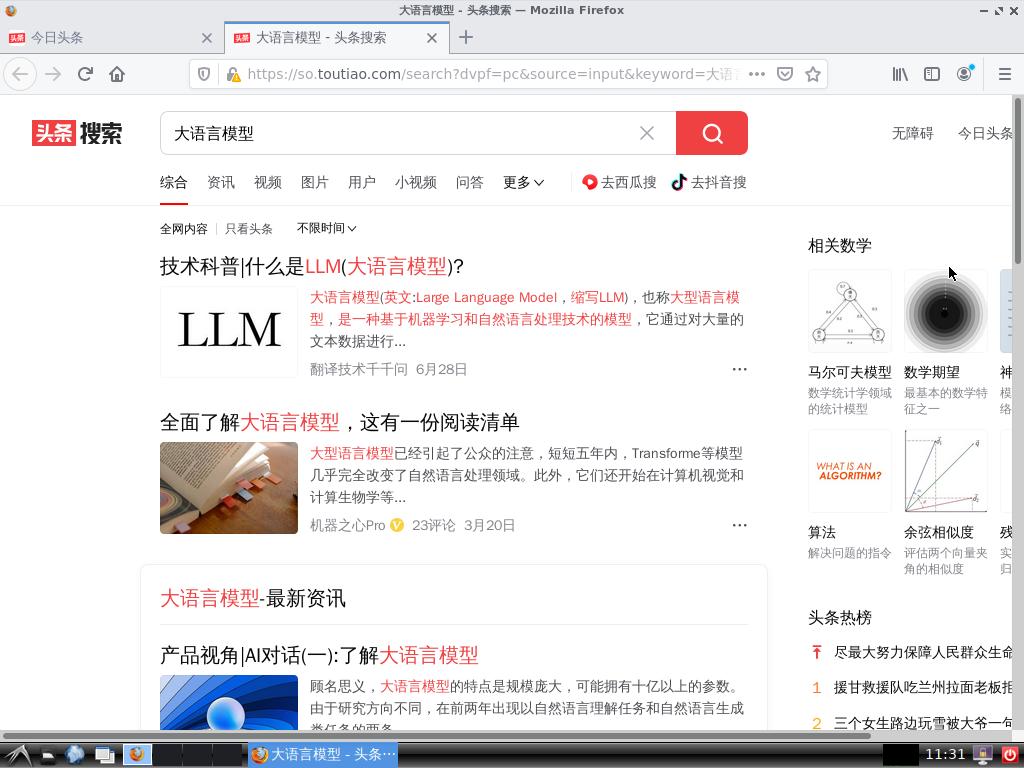 大语言模型 - 头条搜索 — Mozilla Firefox
今日头条
大语言模型 - 头条搜索
https://so.toutiao.com/search?dvpf=pc&source=input&keyword=大语
头条 搜索
大语言模型
无障碍 今日头条
综合 资讯 视频 图片 用户 小视频 问答 更多 去西瓜搜 去抖音搜
全网内容 只看头条 不限时间
技术科普|什么是LLM(大语言模型)?
LLM
大语言模型(英文:Large Language Model，缩写LLM)，也称大型语言模
型，是一种基于机器学习和自然语言处理技术的模型，它通过对大量的
文本数据进行...
翻译技术千千问 6月28日
全面了解大语言模型，这有一份阅读清单
大型语言模型已经引起了公众的注意，短短五年内，Transforme等模型
几乎完全改变了自然语言处理领域。此外，它们还开始在计算机视觉和
计算生物学等...
机器之心Pro 23评论 3月20日
大语言模型-最新资讯
产品视角|AI对话(一):了解大语言模型
顾名思义，大语言模型的特点是规模庞大，可能拥有十亿以上的参数。
由于研究方向不同，在前两年出现以自然语言理解任务和自然语言生成
类任务的两条
相关数学
马尔可夫模型 数学期望 神
数学统计学领域 最基本的数学特 模
的统计模型 征之一 络
WHAT IS AN
ALGORITHM?
算法 余弦相似度 残
解决问题的指令 评估两个向量夹 实
角的相似度 归
头条热榜
尽最大努力保障人民群众生命
1 援甘救援队吃兰州拉面老板拒
2 三个女生路边玩雪被大爷一句
大语言模型 - 头条…
11:31